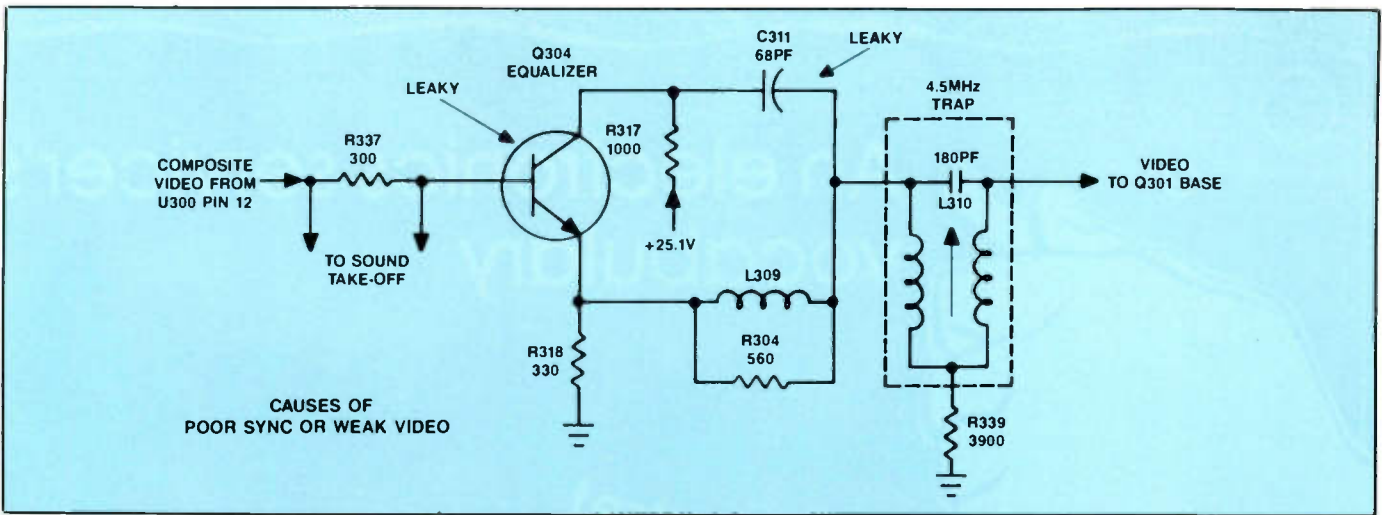 Q304
EQUALIZER
LEAKY
C311
68PF
LEAKY
4.5MHz
TRAP
R337
300
R317
1000
180PF
L310
COMPOSITE
VIDEO FROM
U300 PIN 12
VIDEO
TO Q301 BASE
+25.1V
TO SOUND
TAKE-OFF
L309
R304
560
R318
330
R339
3900
CAUSES OF
POOR SYNC OR WEAK VIDEO